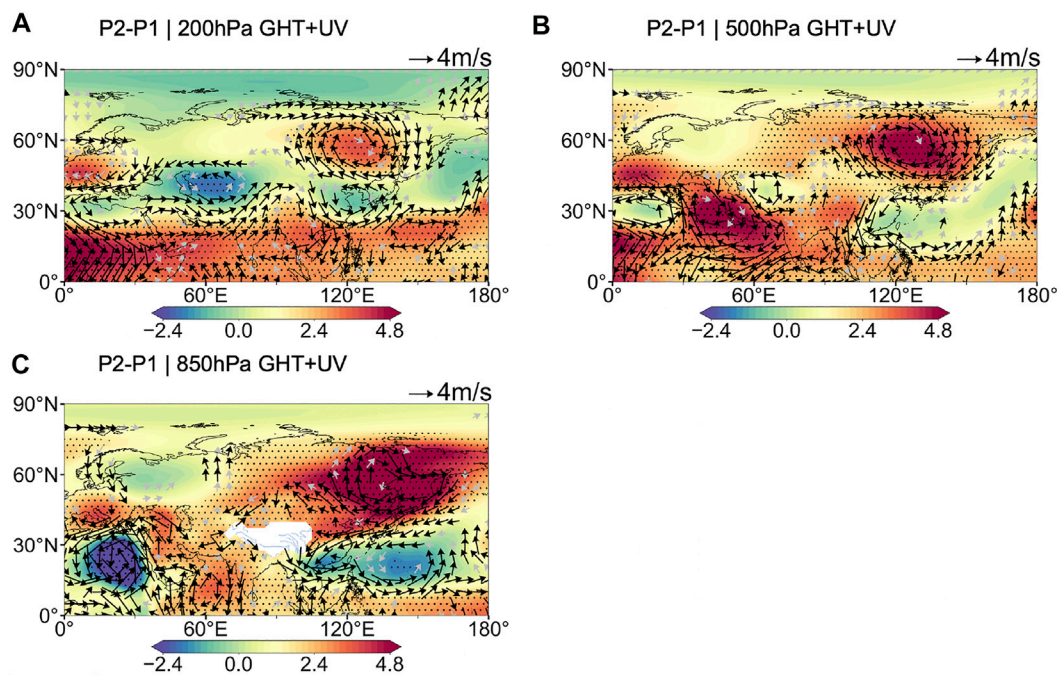 A
P2-P1 | 200hPa GHT+UV
4m/s
90°N
60°N
30°N
0°
0° 60°E 120°E 180°
−2.4 0.0 2.4 4.8
B
P2-P1 | 500hPa GHT+UV
4m/s
90°N
60°N
30°N
0°
0° 60°E 120°E 180°
−2.4 0.0 2.4 4.8
C
P2-P1 | 850hPa GHT+UV
4m/s
90°N
60°N
30°N
0°
0° 60°E 120°E 180°
−2.4 0.0 2.4 4.8